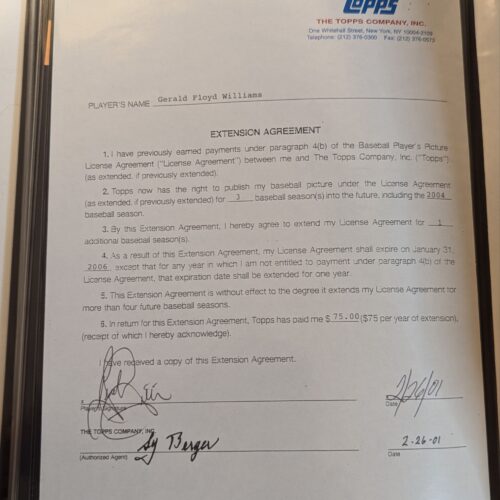 Topps
THE TOPPS COMPANY, INC.
One Whitehall Street, New York, NY 10004-2109
Telephone: (212) 376-0300 Fax: (212) 376-0573
PLAYER'S NAME Gerald Floyd Williams
EXTENSION AGREEMENT
1. I have previously earned payments under paragraph 4(b) of the Baseball Player's Picture
License Agreement ("License Agreement") between me and The Topps Company, Inc. ("Topps")
(as extended, if previously extended).
2. Topps now has the right to publish my baseball picture under the License Agreement
(as extended, if previously extended) for 3 baseball season(s) into the future, including the 2004
baseball season.
3. By this Extension Agreement, I hereby agree to extend my License Agreement for 1
additional baseball season(s).
4. As a result of this Extension Agreement, my License Agreement shall expire on January 31,
2006 except that for any year in which I am not entitled to payment under paragraph 4(b) of the
License Agreement, that expiration date shall be extended for one year.
5. This Extension Agreement is without effect to the degree it extends my License Agreement for
more than four future baseball seasons.
6. In return for this Extension Agreement, Topps has paid me $ 75.00 ($75 per year of extension),
(receipt of which I hereby acknowledge).
I have received a copy of this Extension Agreement.
x 2/26/01
Player's Signature Date
THE TOPPS COMPANY, INC.
Sy Berger 2-26-01
(Authorized Agent) Date